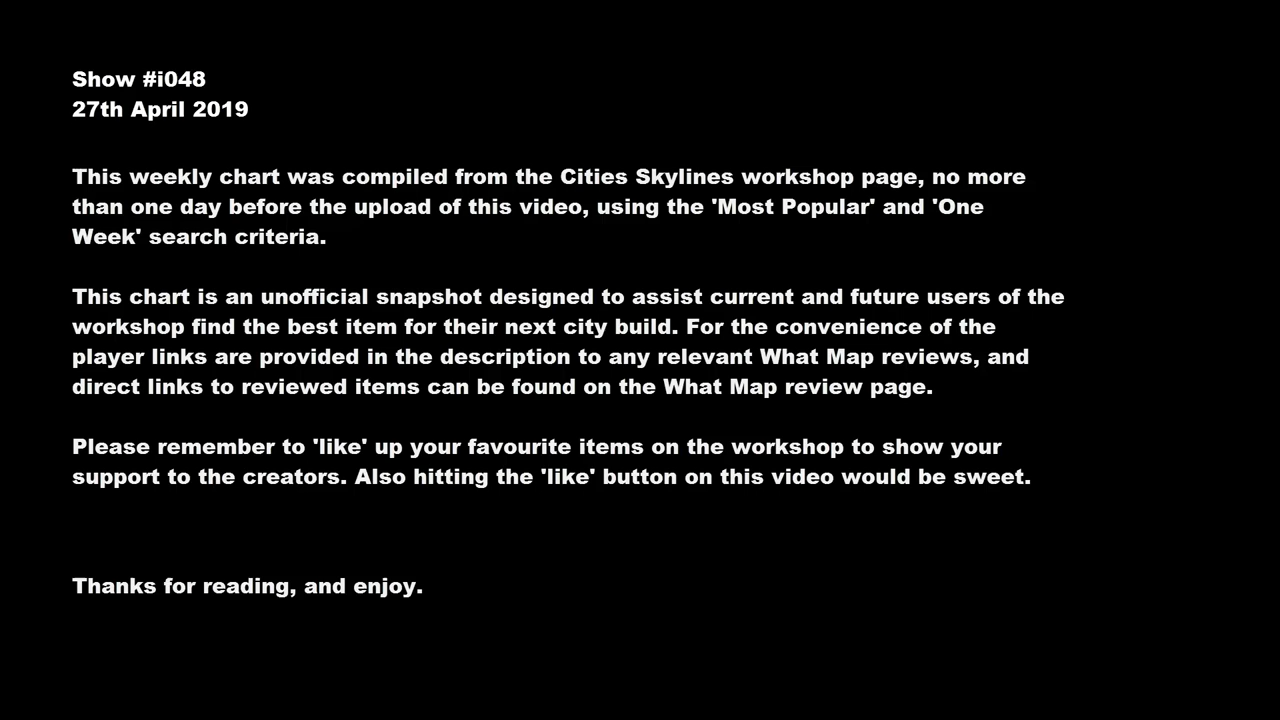 Show #i048
27th April 2019
This weekly chart was compiled from the Cities Skylines workshop page, no more
than one day before the upload of this video, using the 'Most Popular' and 'One
Week' search criteria.
This chart is an unofficial snapshot designed to assist current and future users of the
workshop find the best item for their next city build. For the convenience of the
player links are provided in the description to any relevant What Map reviews, and
direct links to reviewed items can be found on the What Map review page.
Please remember to 'like' up your favourite items on the workshop to show your
support to the creators. Also hitting the 'like' button on this video would be sweet.
Thanks for reading, and enjoy.